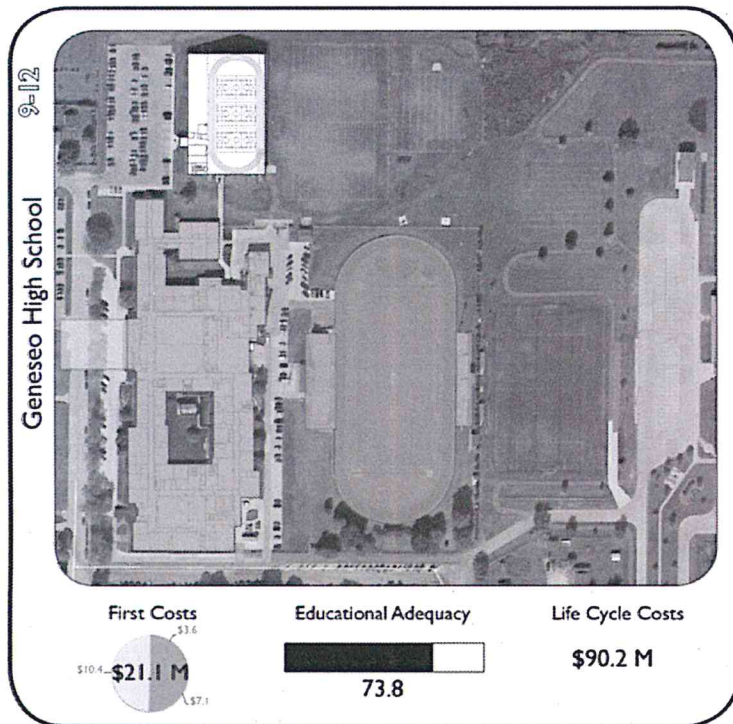 Geneseo High School 9-12
First Costs
$3.6
$10.4
$21.1 M
$7.1
Educational Adequacy
73.8
Life Cycle Costs
$90.2 M